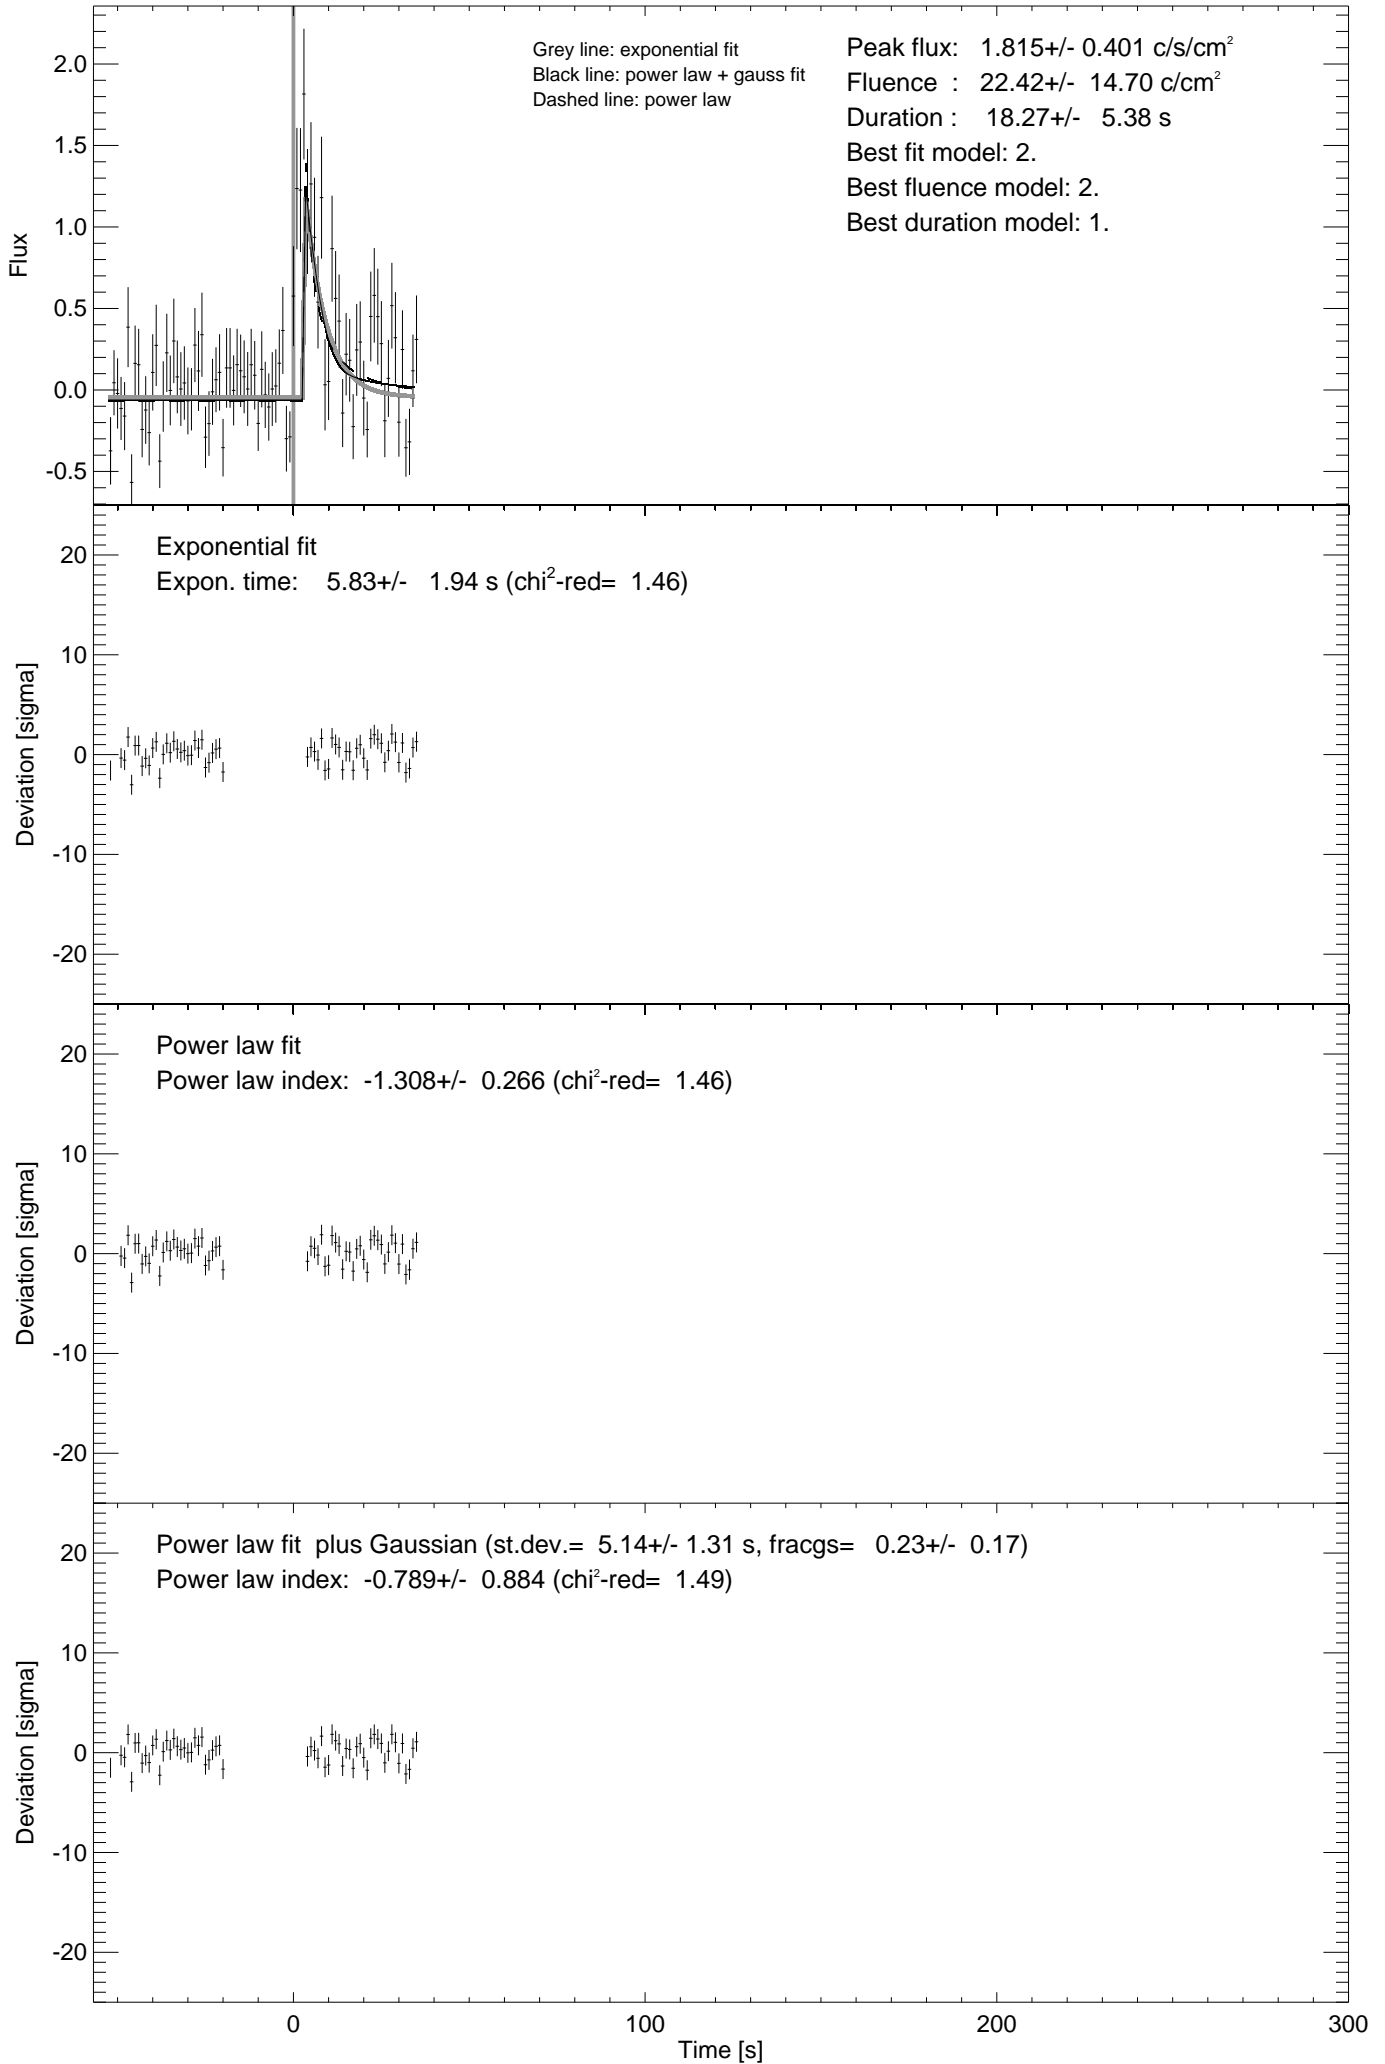 Grey line: exponential fit
Black line: power law + gauss fit
Dashed line: power law
Peak flux: 1.815+/- 0.401 c/s/cm²
Fluence : 22.42+/- 14.70 c/cm²
Duration : 18.27+/- 5.38 s
Best fit model: 2.
Best fluence model: 2.
Best duration model: 1.
2.0
1.5
1.0
0.5
0.0
-0.5
Flux
Exponential fit
Expon. time: 5.83+/- 1.94 s (chi²-red= 1.46)
20
10
0
-10
-20
Deviation [sigma]
Power law fit
Power law index: -1.308+/- 0.266 (chi²-red= 1.46)
20
10
0
-10
-20
Deviation [sigma]
Power law fit plus Gaussian (st.dev.= 5.14+/- 1.31 s, fracgs= 0.23+/- 0.17)
Power law index: -0.789+/- 0.884 (chi²-red= 1.49)
20
10
0
-10
-20
Deviation [sigma]
0 100 200 300
Time [s]